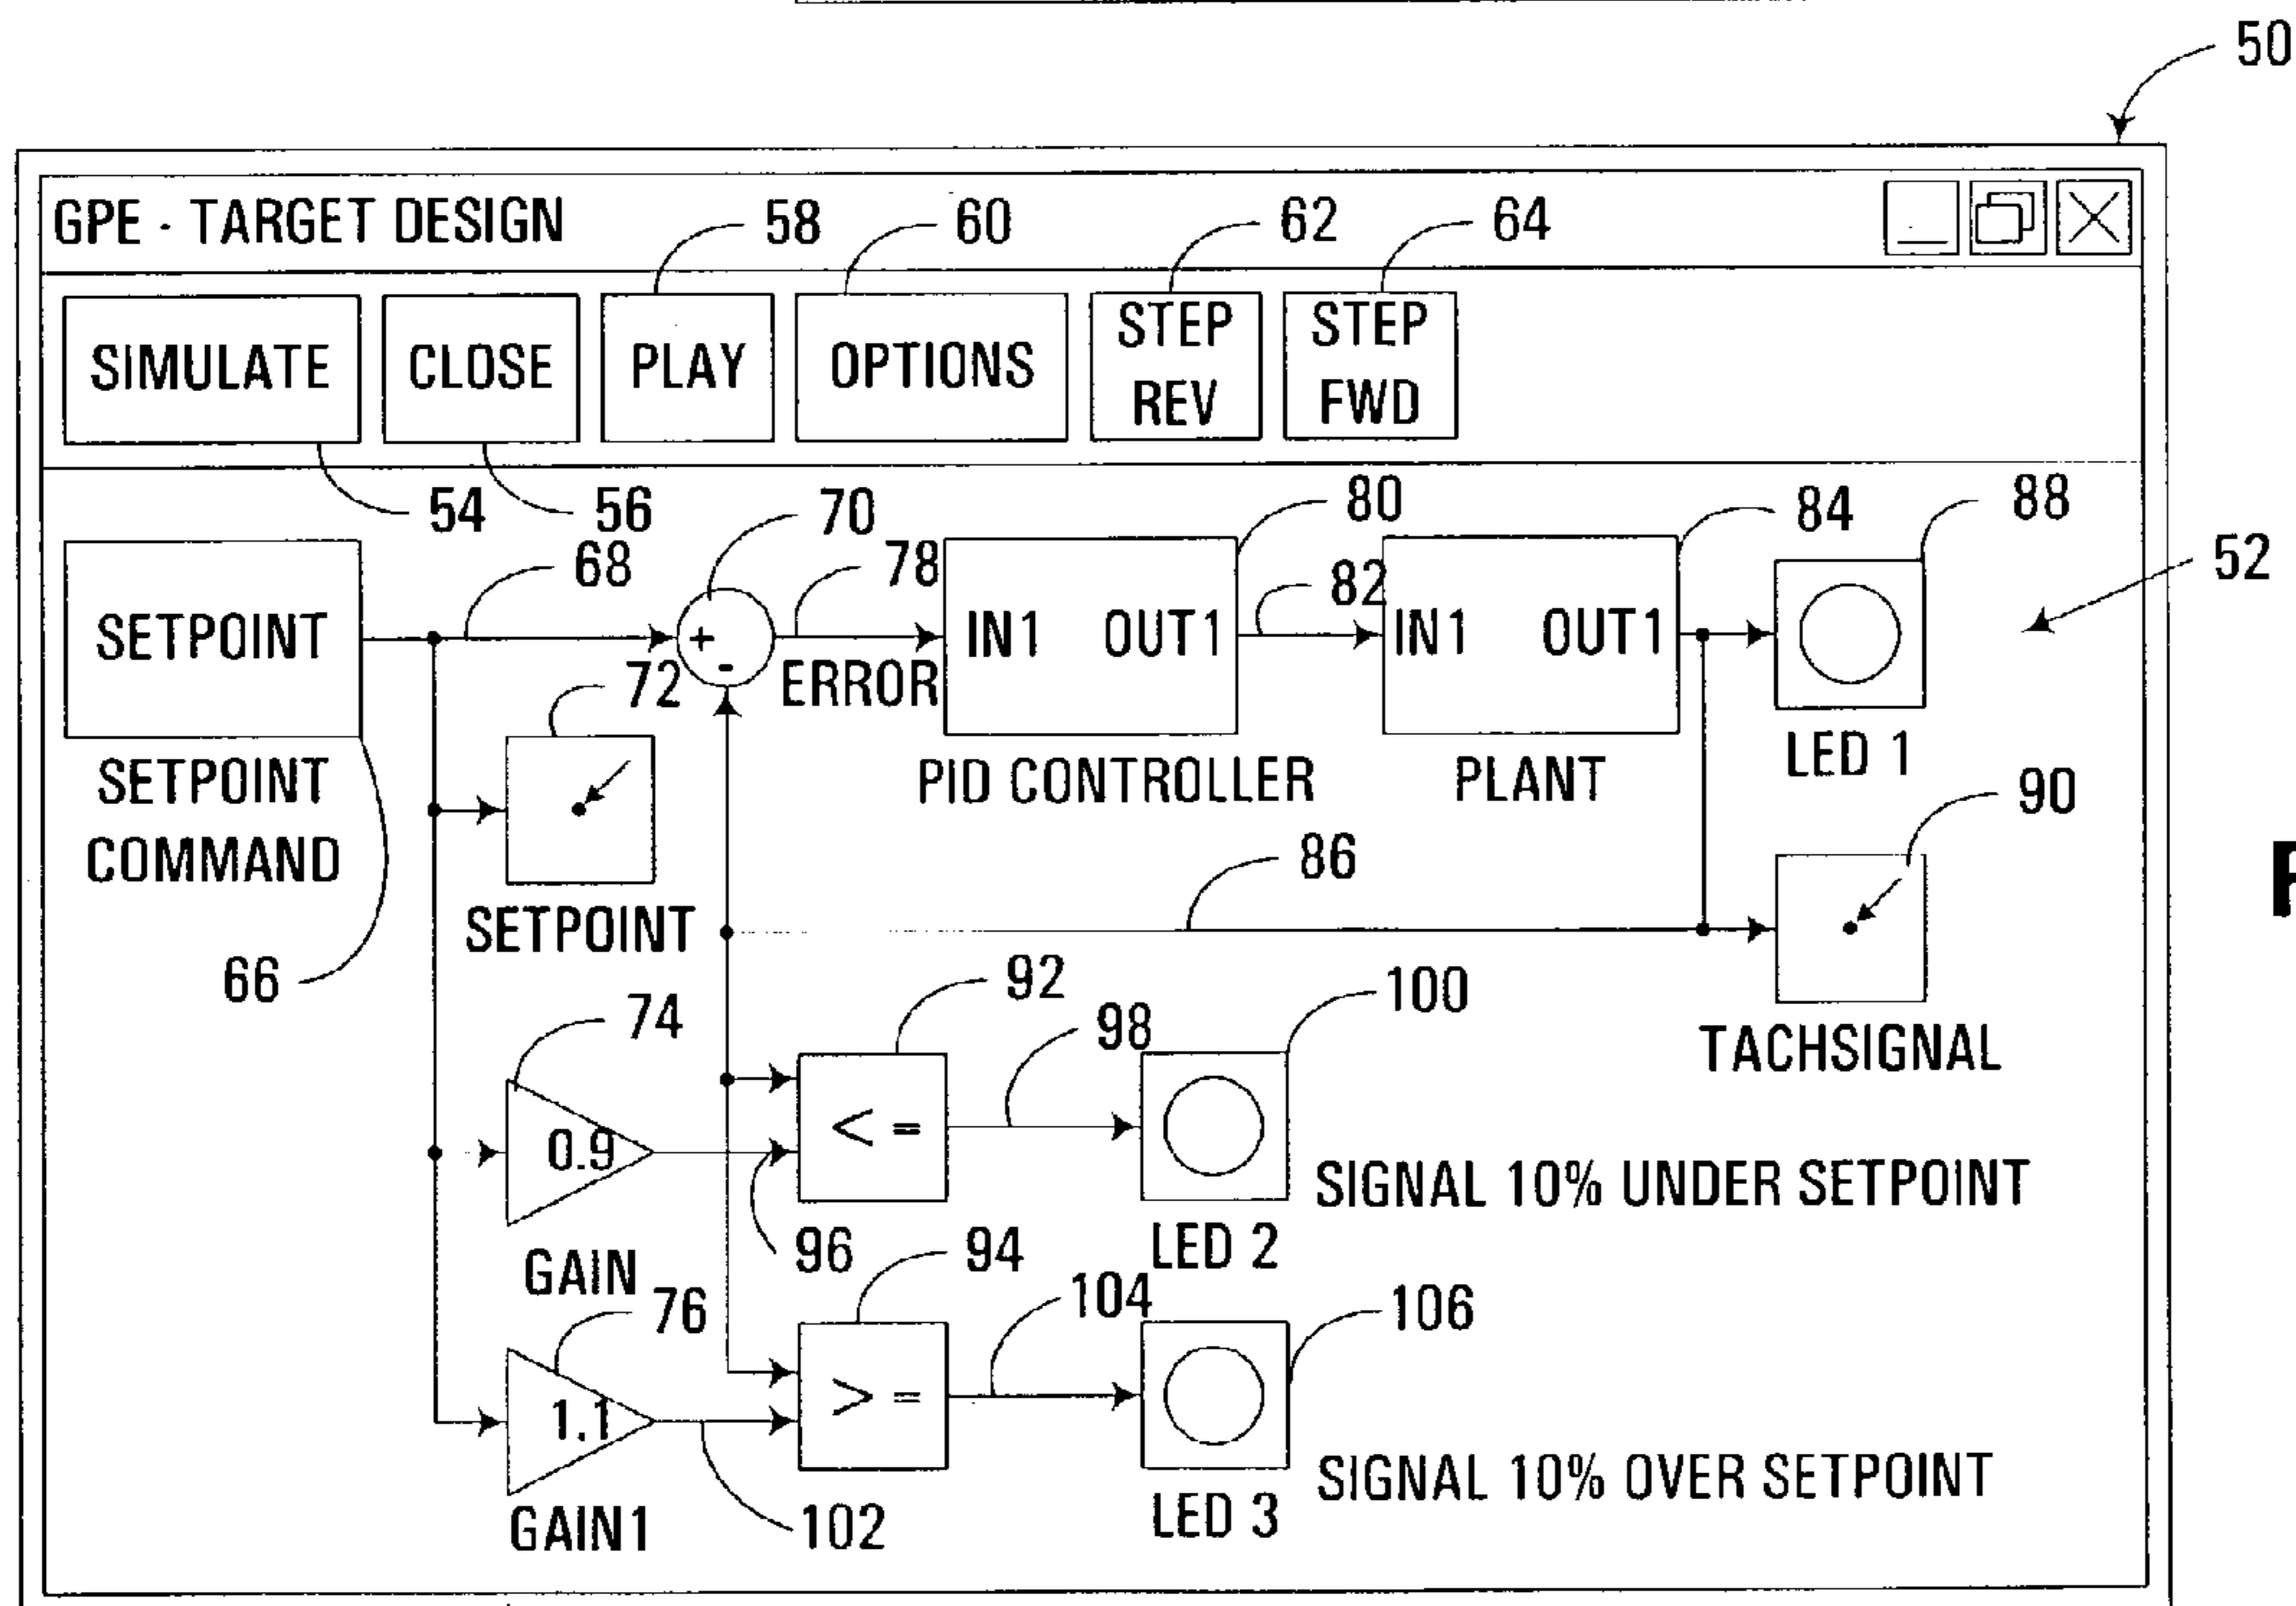 50
GPE - TARGET DESIGN
58
60
62
64
SIMULATE
CLOSE
PLAY
OPTIONS
STEP
REV
STEP
FWD
54
56
70
80
84
88
52
68
78
82
SETPOINT
+
-
ERROR
IN1 OUT1
IN1 OUT1
72
SETPOINT
COMMAND
PID CONTROLLER
PLANT
LED 1
90
86
SETPOINT
66
74
92
98
100
TACHSIGNAL
0.9
< =
SIGNAL 10% UNDER SETPOINT
GAIN
96
94
LED 2
76
104
106
1.1
> =
SIGNAL 10% OVER SETPOINT
GAIN1
102
LED 3